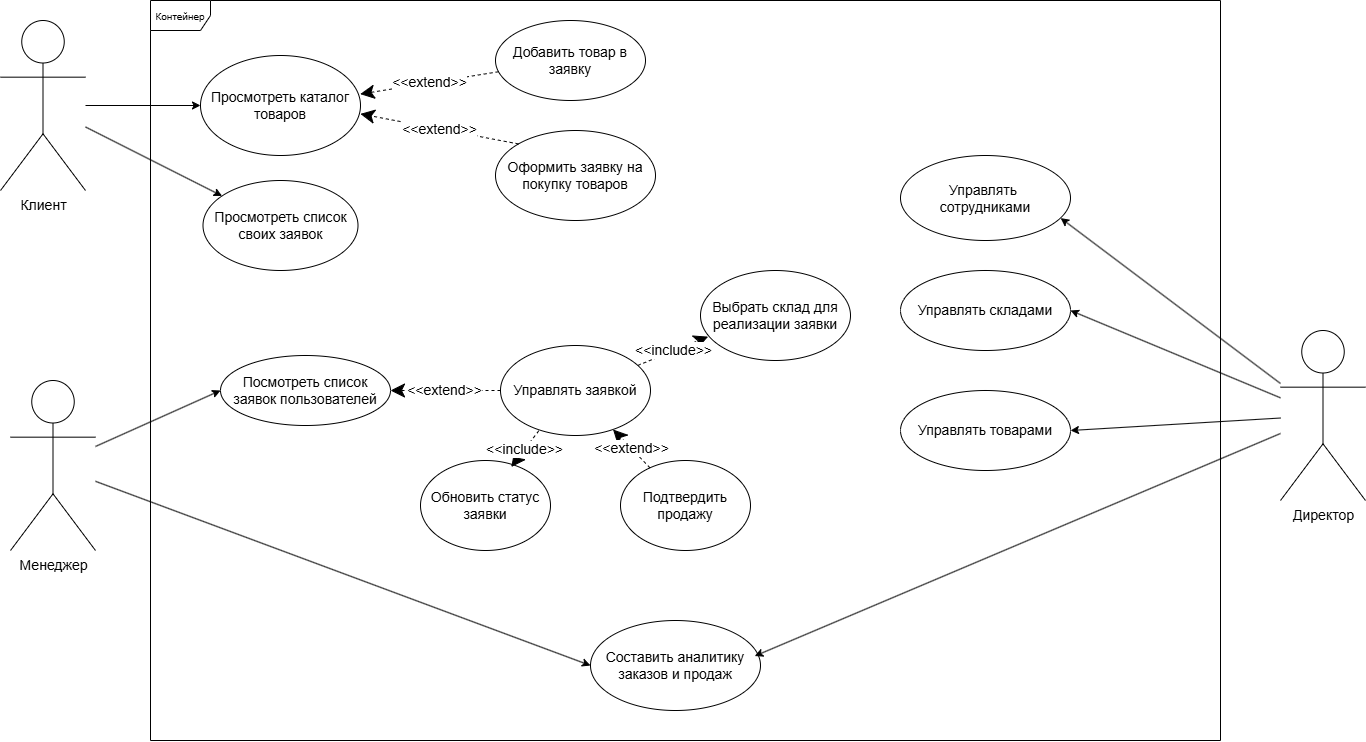 Контейнер
Добавить товар в
заявку
<<extend>>
Просмотреть каталог
товаров
<<extend>>
Оформить заявку на
покупку товаров
Клиент
Просмотреть список
своих заявок
Управлять
сотрудниками
Выбрать склад для
реализации заявки
Управлять складами
<<include>>
Посмотреть список
заявок пользователей
<<extend>>
Управлять заявкой
Управлять товарами
<<include>>
<<extend>>
Обновить статус
заявки
Подтвердить
продажу
Директор
Менеджер
Составить аналитику
заказов и продаж